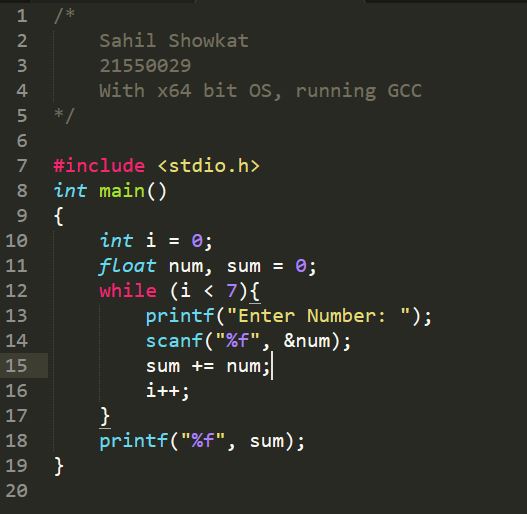 1 /*
2 Sahil Showkat
3 21550029
4 With x64 bit OS, running GCC
5 */
6
7 #include <stdio.h>
8 int main()
9 {
10 int i = 0;
11 float num, sum = 0;
12 while (i < 7){
13 printf("Enter Number: ");
14 scanf("%f", &num);
15 sum += num;
16 i++;
17 }
18 printf("%f", sum);
19 }
20